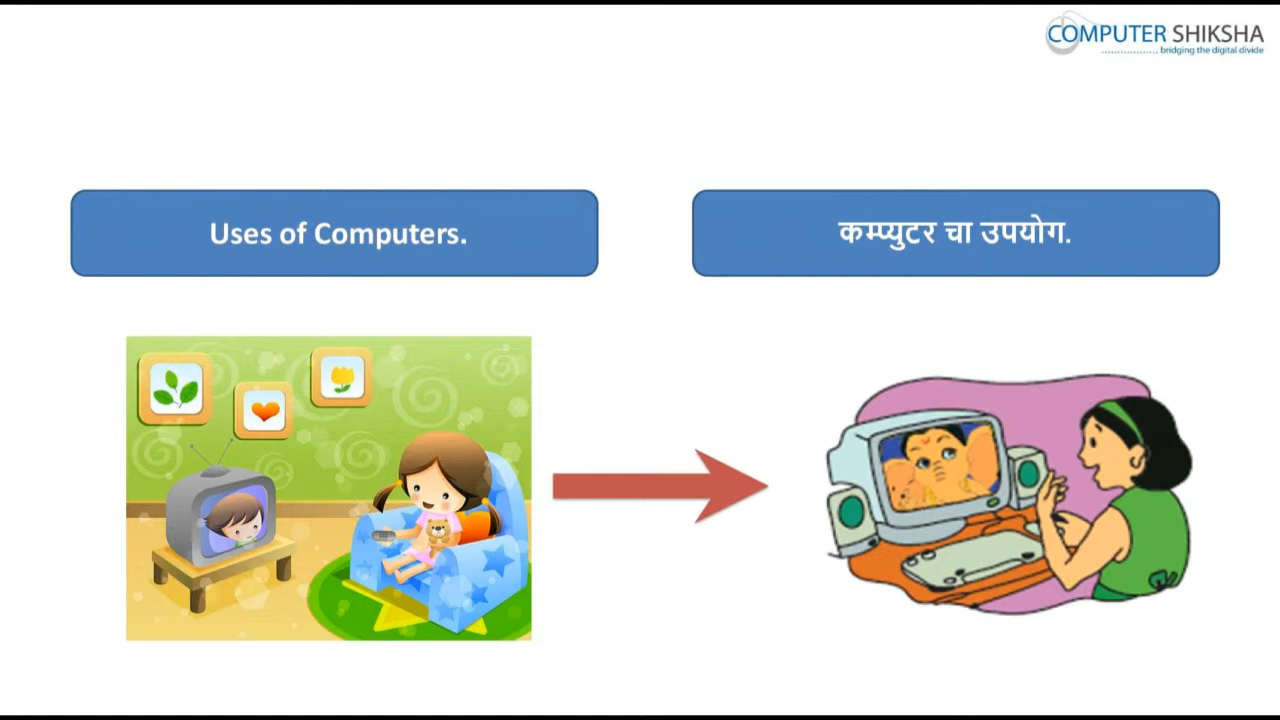 COMPUTER SHIKSHA
bridging the digital divide
Uses of Computers.
कम्प्युटर चा उपयोग.